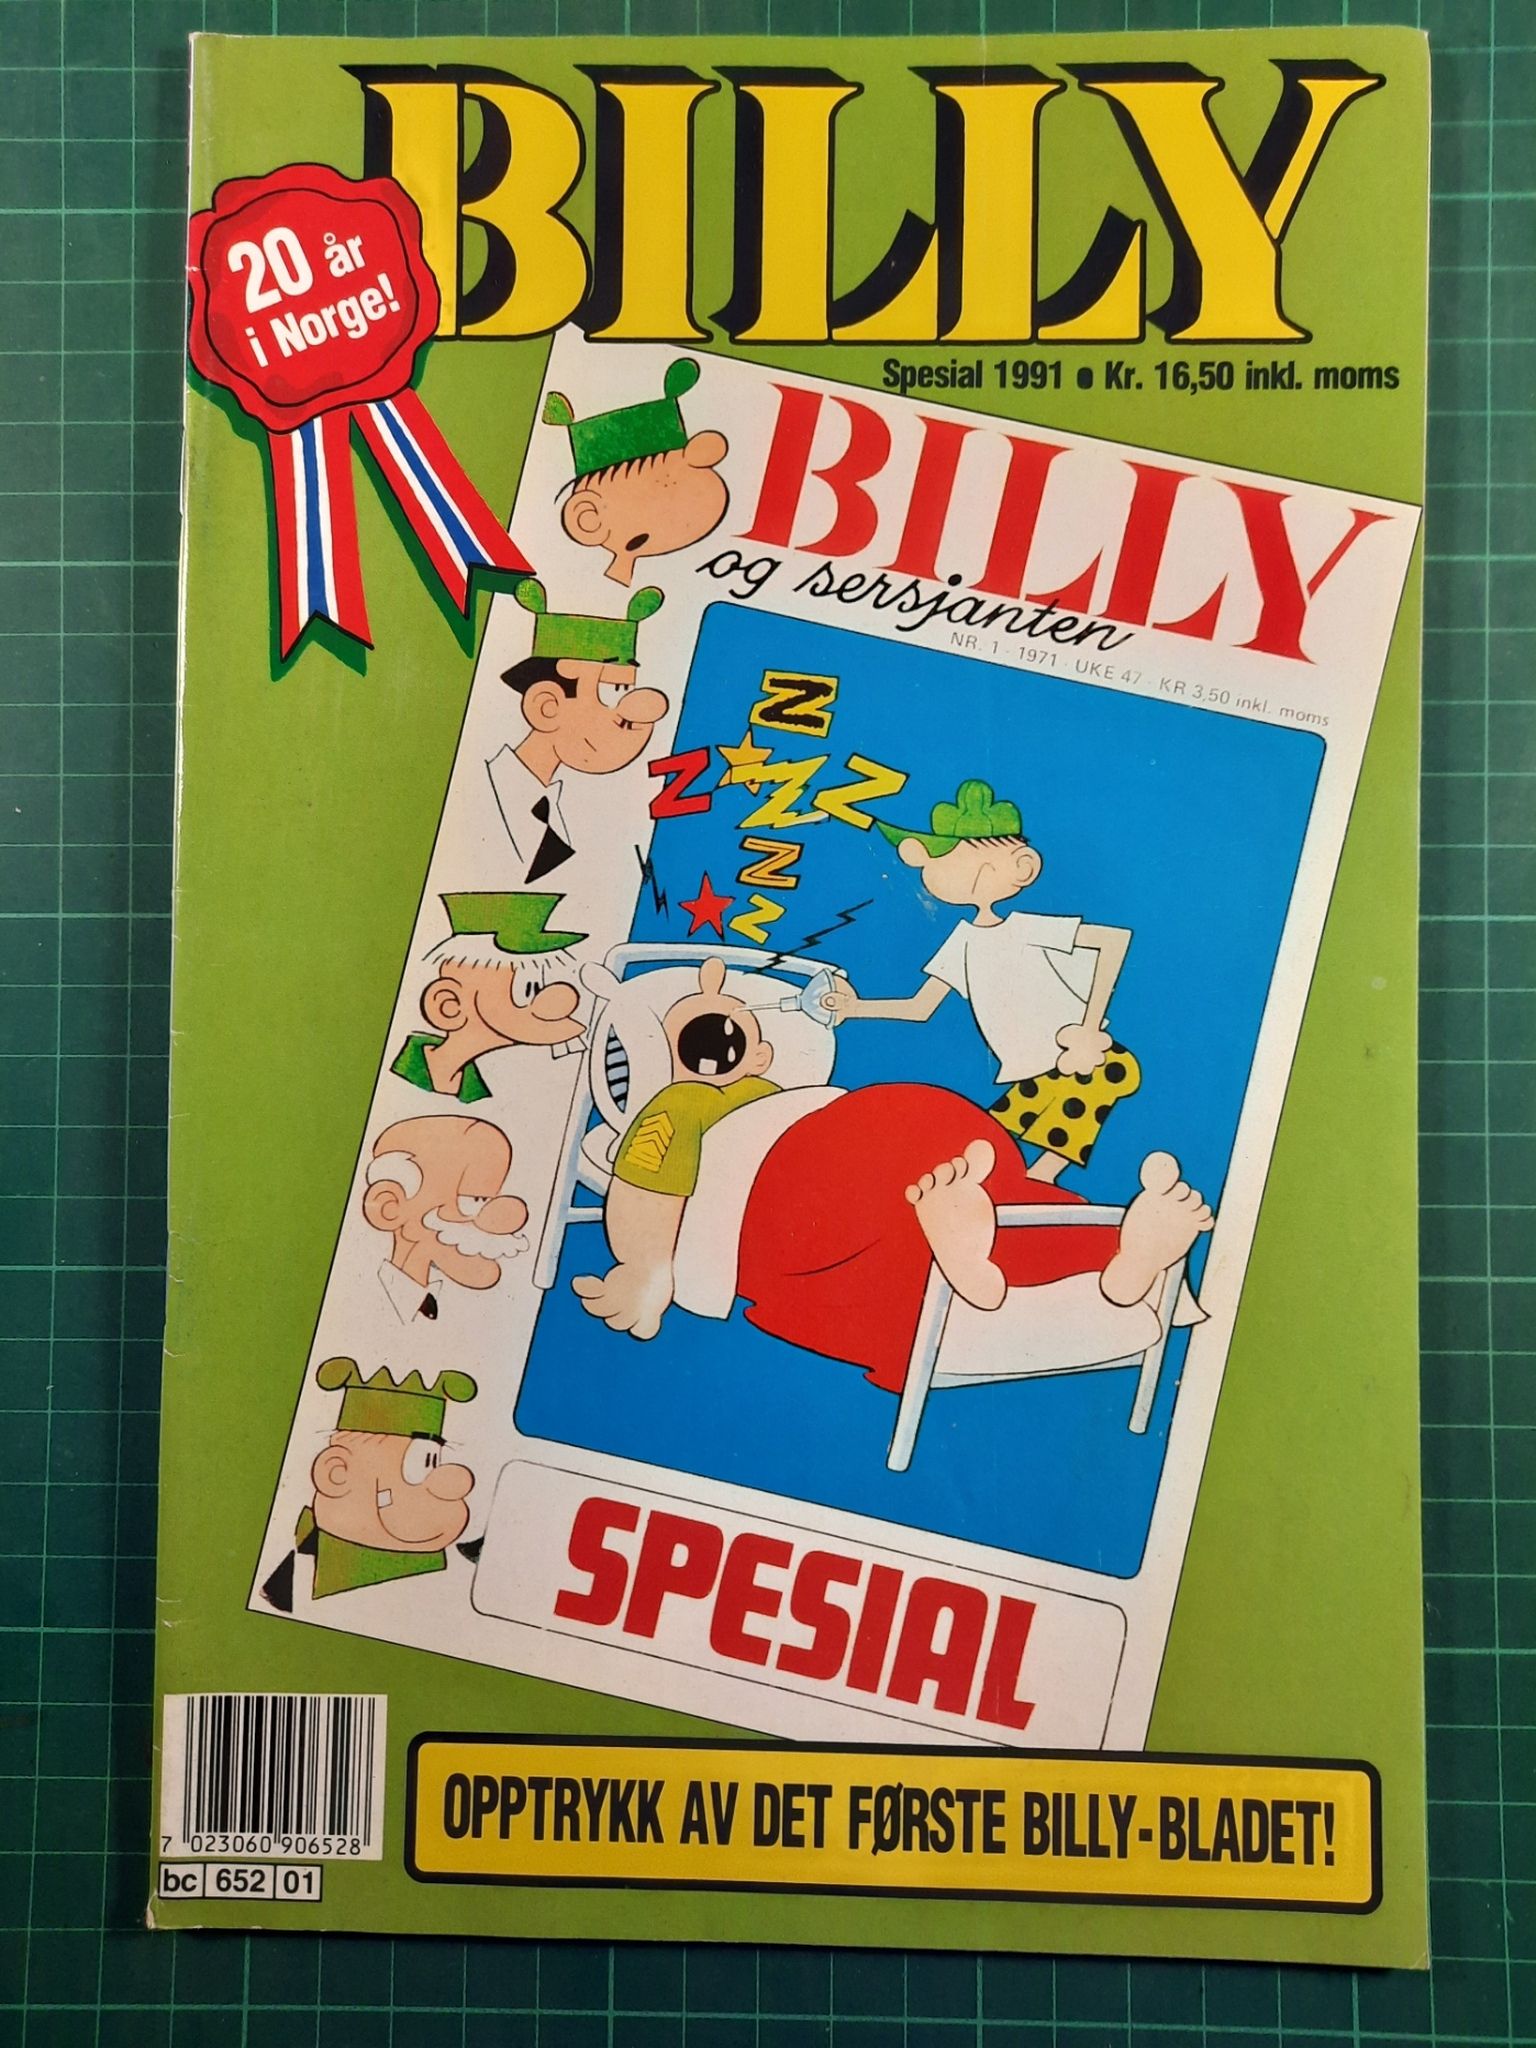 BILLY
20 år
i Norge!
Spesial 1991 • Kr. 16,50 inkl. moms
BILLY
og sersjanten
NR. 1 · 1971 · UKE 47 · KR 3,50 inkl. moms
Z
Z
Z
Z
Z
Z
SPESIAL
OPPTRYKK AV DET FØRSTE BILLY-BLADET!
7 023060 906528
bc 652 01